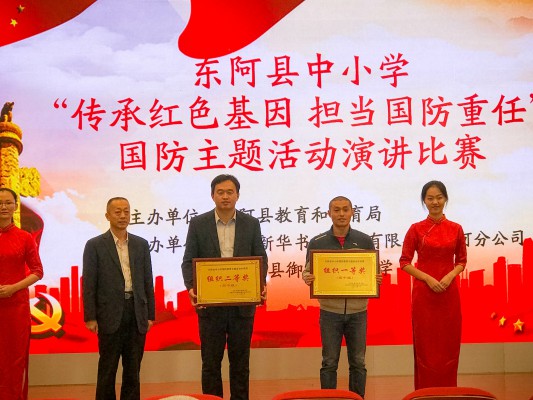 东阿县中小学
“传承红色基因 担当国防重任”
国防主题活动演讲比赛
主办单位 阿县教育和 育局
办单 新华书 有限 阿分公司
县御 学
组织二等奖
组织一等奖